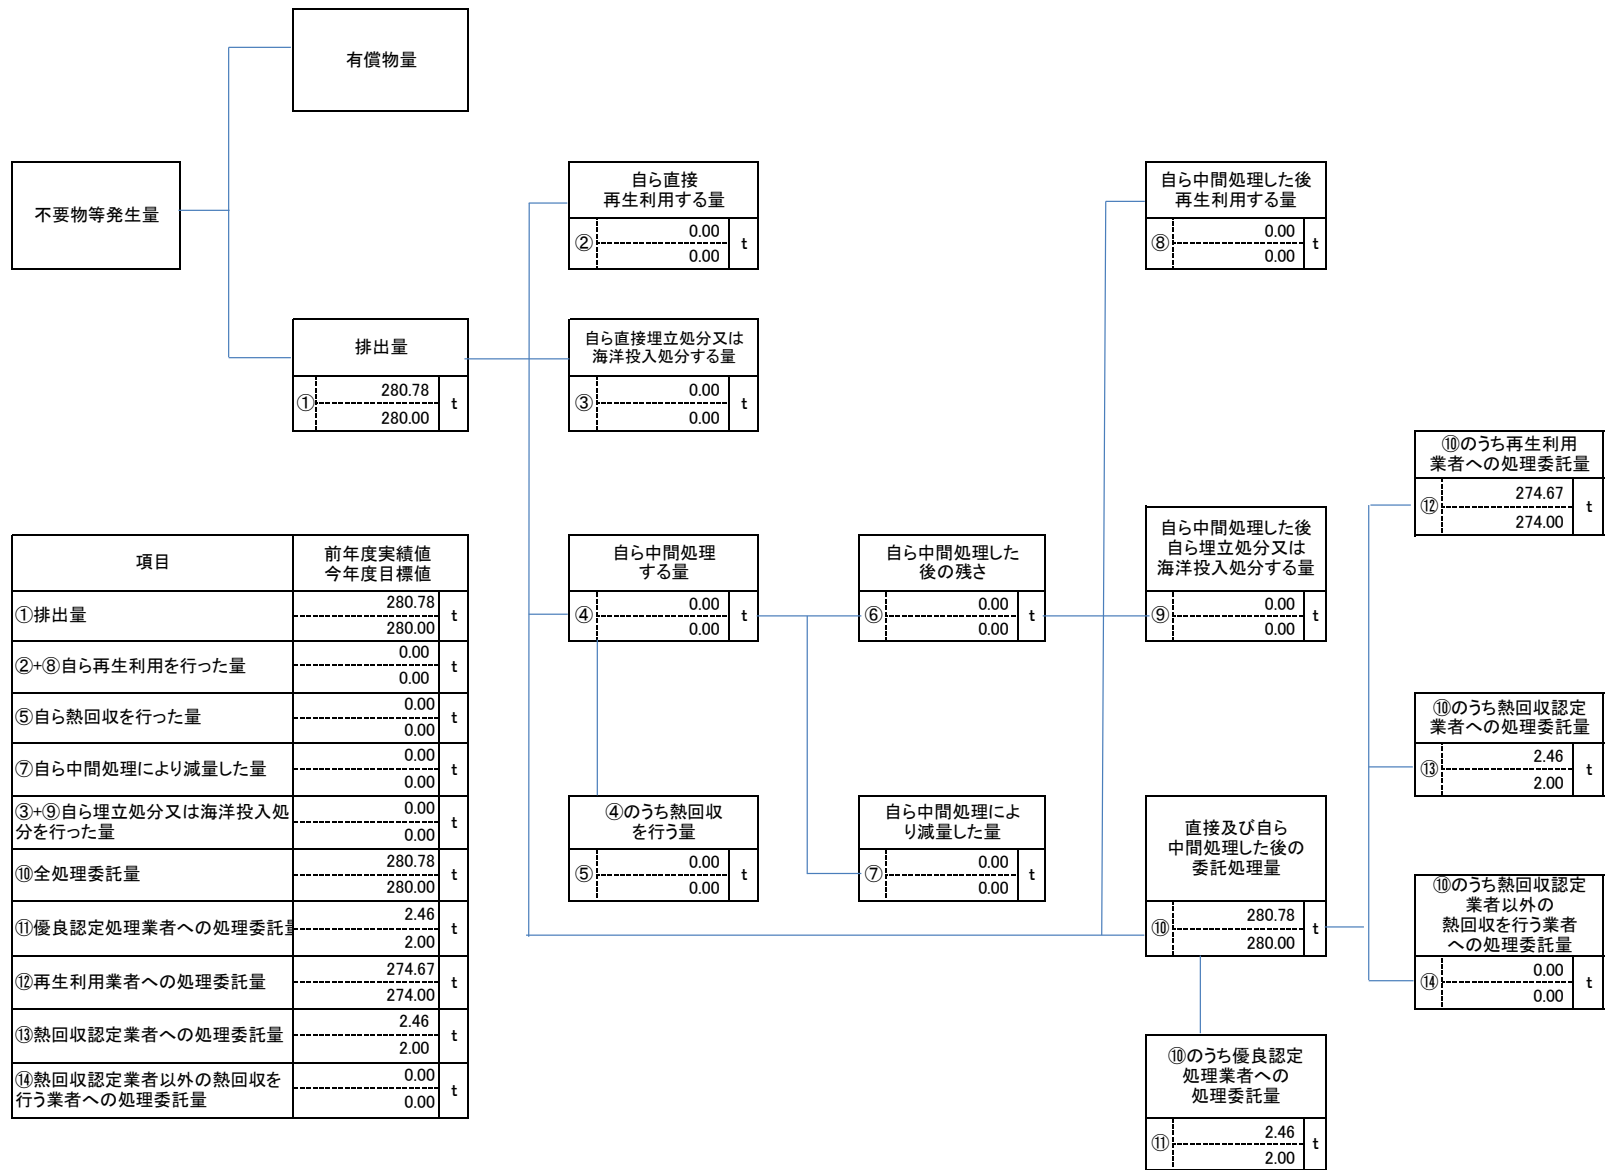 有償物量
不要物等発生量
自ら直接
再生利用する量
②
0.00
0.00
t
自ら中間処理した後
再生利用する量
⑧
0.00
0.00
t
排出量
①
280.78
280.00
t
自ら直接埋立処分又は
海洋投入処分する量
③
0.00
0.00
t
⑩のうち再生利用
業者への処理委託量
⑫
274.67
274.00
t
自ら中間処理
する量
④
0.00
0.00
t
自ら中間処理した
後の残さ
⑥
0.00
0.00
t
自ら中間処理した後
自ら埋立処分又は
海洋投入処分する量
⑨
0.00
0.00
t
⑩のうち熱回収認定
業者への処理委託量
⑬
2.46
2.00
t
④のうち熱回収
を行う量
⑤
0.00
0.00
t
自ら中間処理によ
り減量した量
⑦
0.00
0.00
t
直接及び自ら
中間処理した後の
委託処理量
⑩
280.78
280.00
t
⑩のうち熱回収認定
業者以外の
熱回収を行う業者
への処理委託量
⑭
0.00
0.00
t
⑩のうち優良認定
処理業者への
処理委託量
⑪
2.46
2.00
t
項目
前年度実績値
今年度目標値
①排出量
280.78
280.00
t
②+⑧自ら再生利用を行った量
0.00
0.00
t
⑤自ら熱回収を行った量
0.00
0.00
t
⑦自ら中間処理により減量した量
0.00
0.00
t
③+⑨自ら埋立処分又は海洋投入処
分を行った量
0.00
0.00
t
⑩全処理委託量
280.78
280.00
t
⑪優良認定処理業者への処理委託
2.46
2.00
t
⑫再生利用業者への処理委託量
274.67
274.00
t
⑬熱回収認定業者への処理委託量
2.46
2.00
t
⑭熱回収認定業者以外の熱回収を
行う業者への処理委託量
0.00
0.00
t